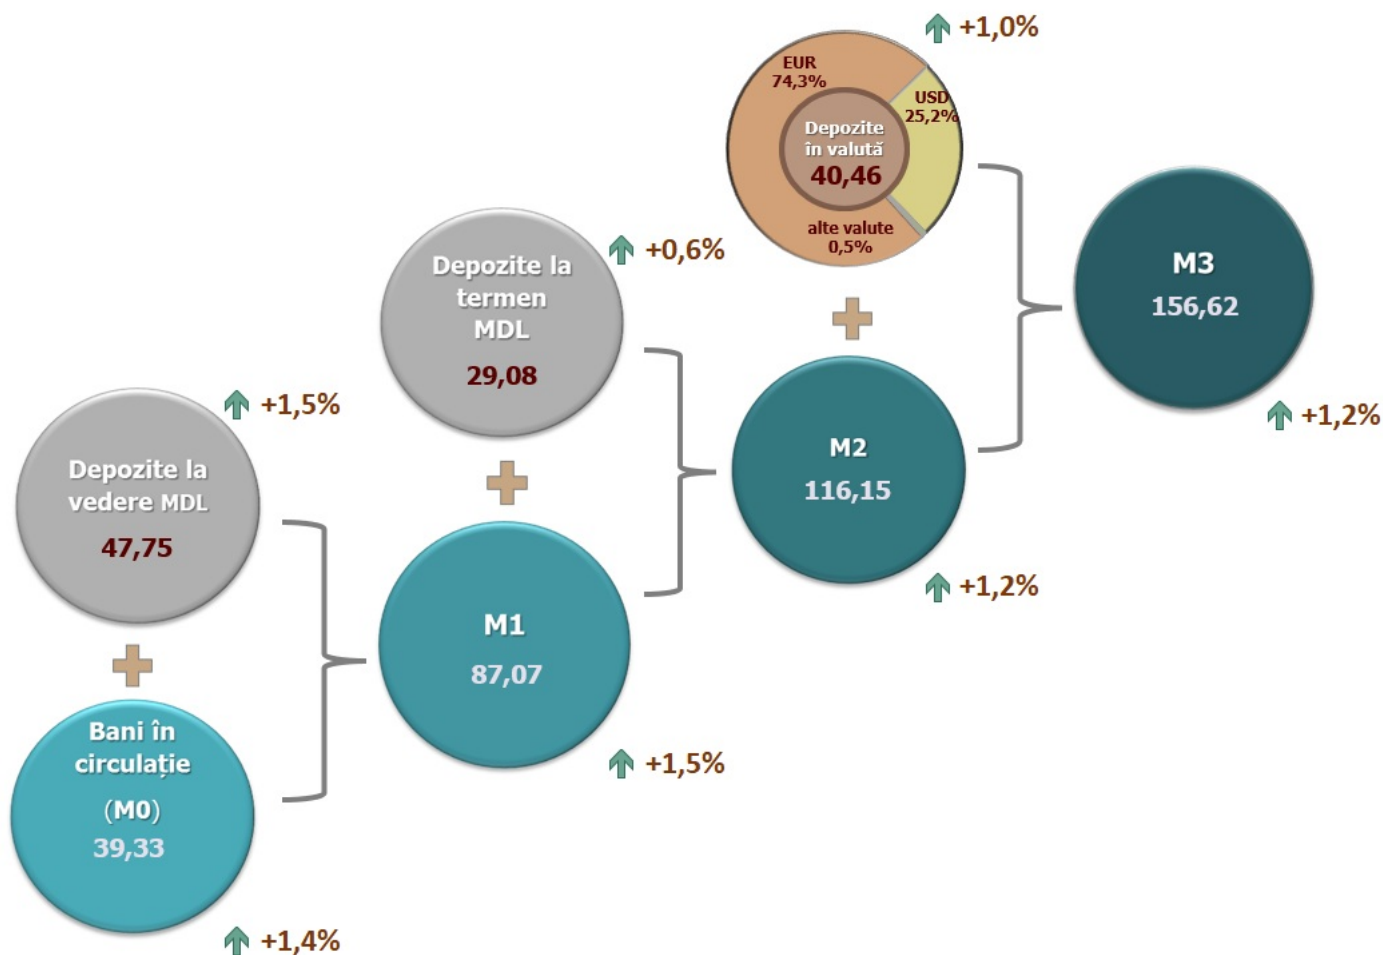 +1,0%
EUR
74,3%
USD
25,2%
Depozite
în valută
40,46
alte valute
0,5%
+0,6%
Depozite la
termen
MDL
29,08
M3
156,62
+1,2%
+1,5%
Depozite la
vedere MDL
47,75
M2
116,15
+1,2%
M1
87,07
+1,5%
Bani în
circulație
(M0)
39,33
+1,4%